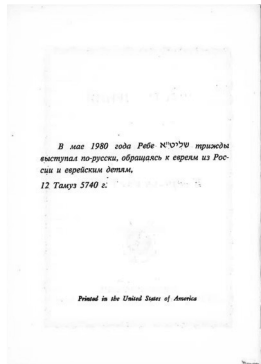 В мае 1980 года Ребе שליט"א трижды
выступал по-русски, обращаясь к евреям из Рос-
сии и еврейским детям,
12 Тамуз 5740 г.
Printed in the United States of America